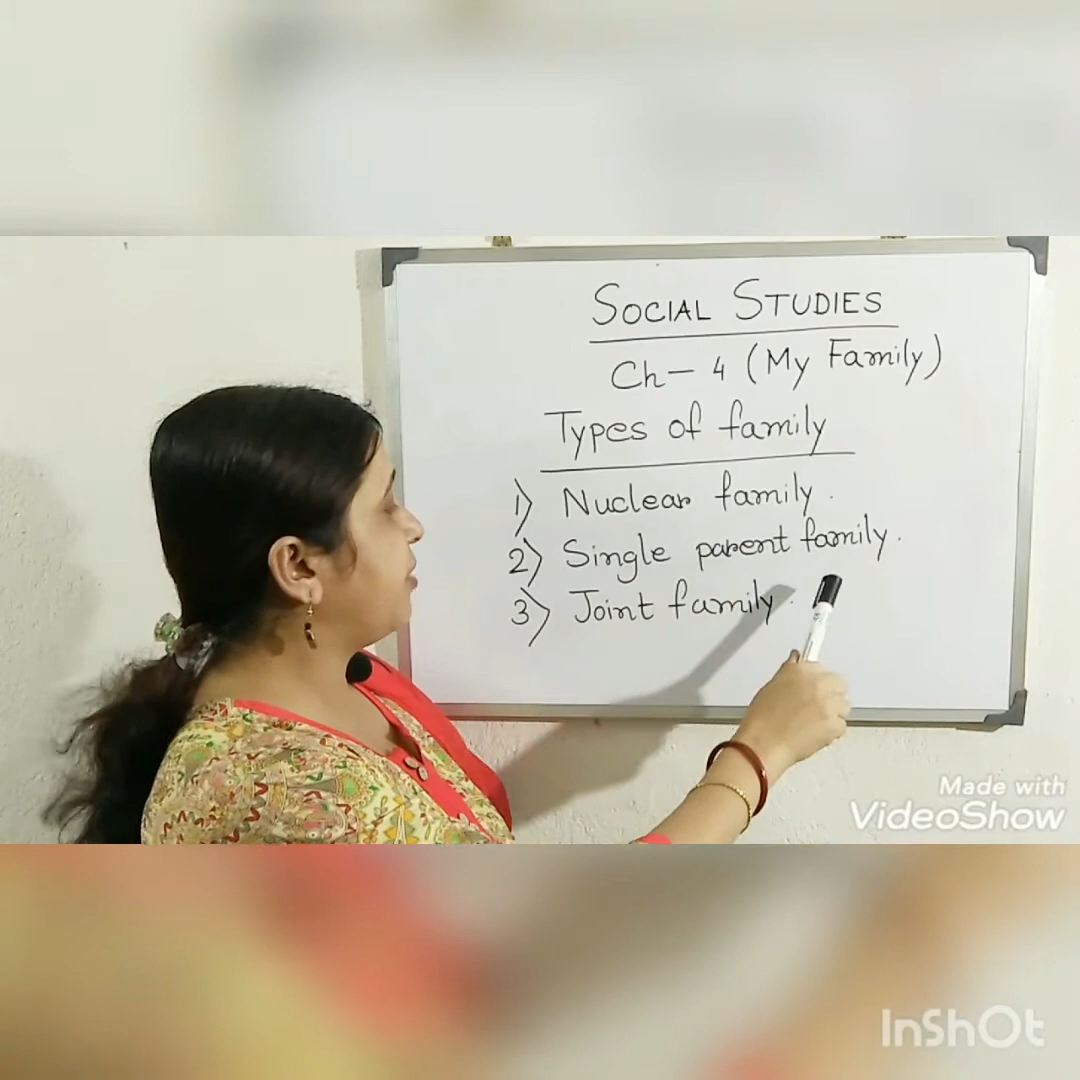 SOCIAL STUDIES
Ch - 4 (My Family)
Types of family
1) Nuclear family.
2) Single parent family.
3) Joint family.
Made with
VideoShow
InShOt